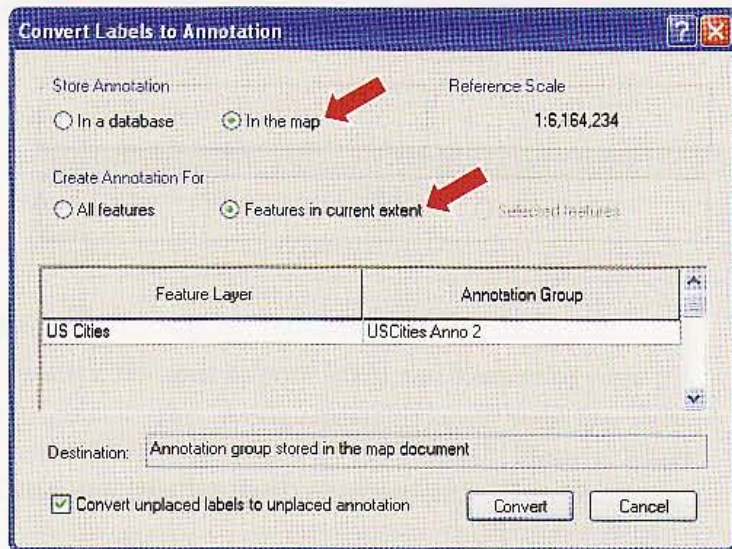 Convert Labels to Annotation
Store Annotation
Reference Scale
In a database
In the map
1:6,164,234
Create Annotation For
All features
Features in current extent
Selected features
Feature Layer
Annotation Group
US Cities
USCities Anno 2
Destination:
Annotation group stored in the map document
Convert unplaced labels to unplaced annotation
Convert
Cancel